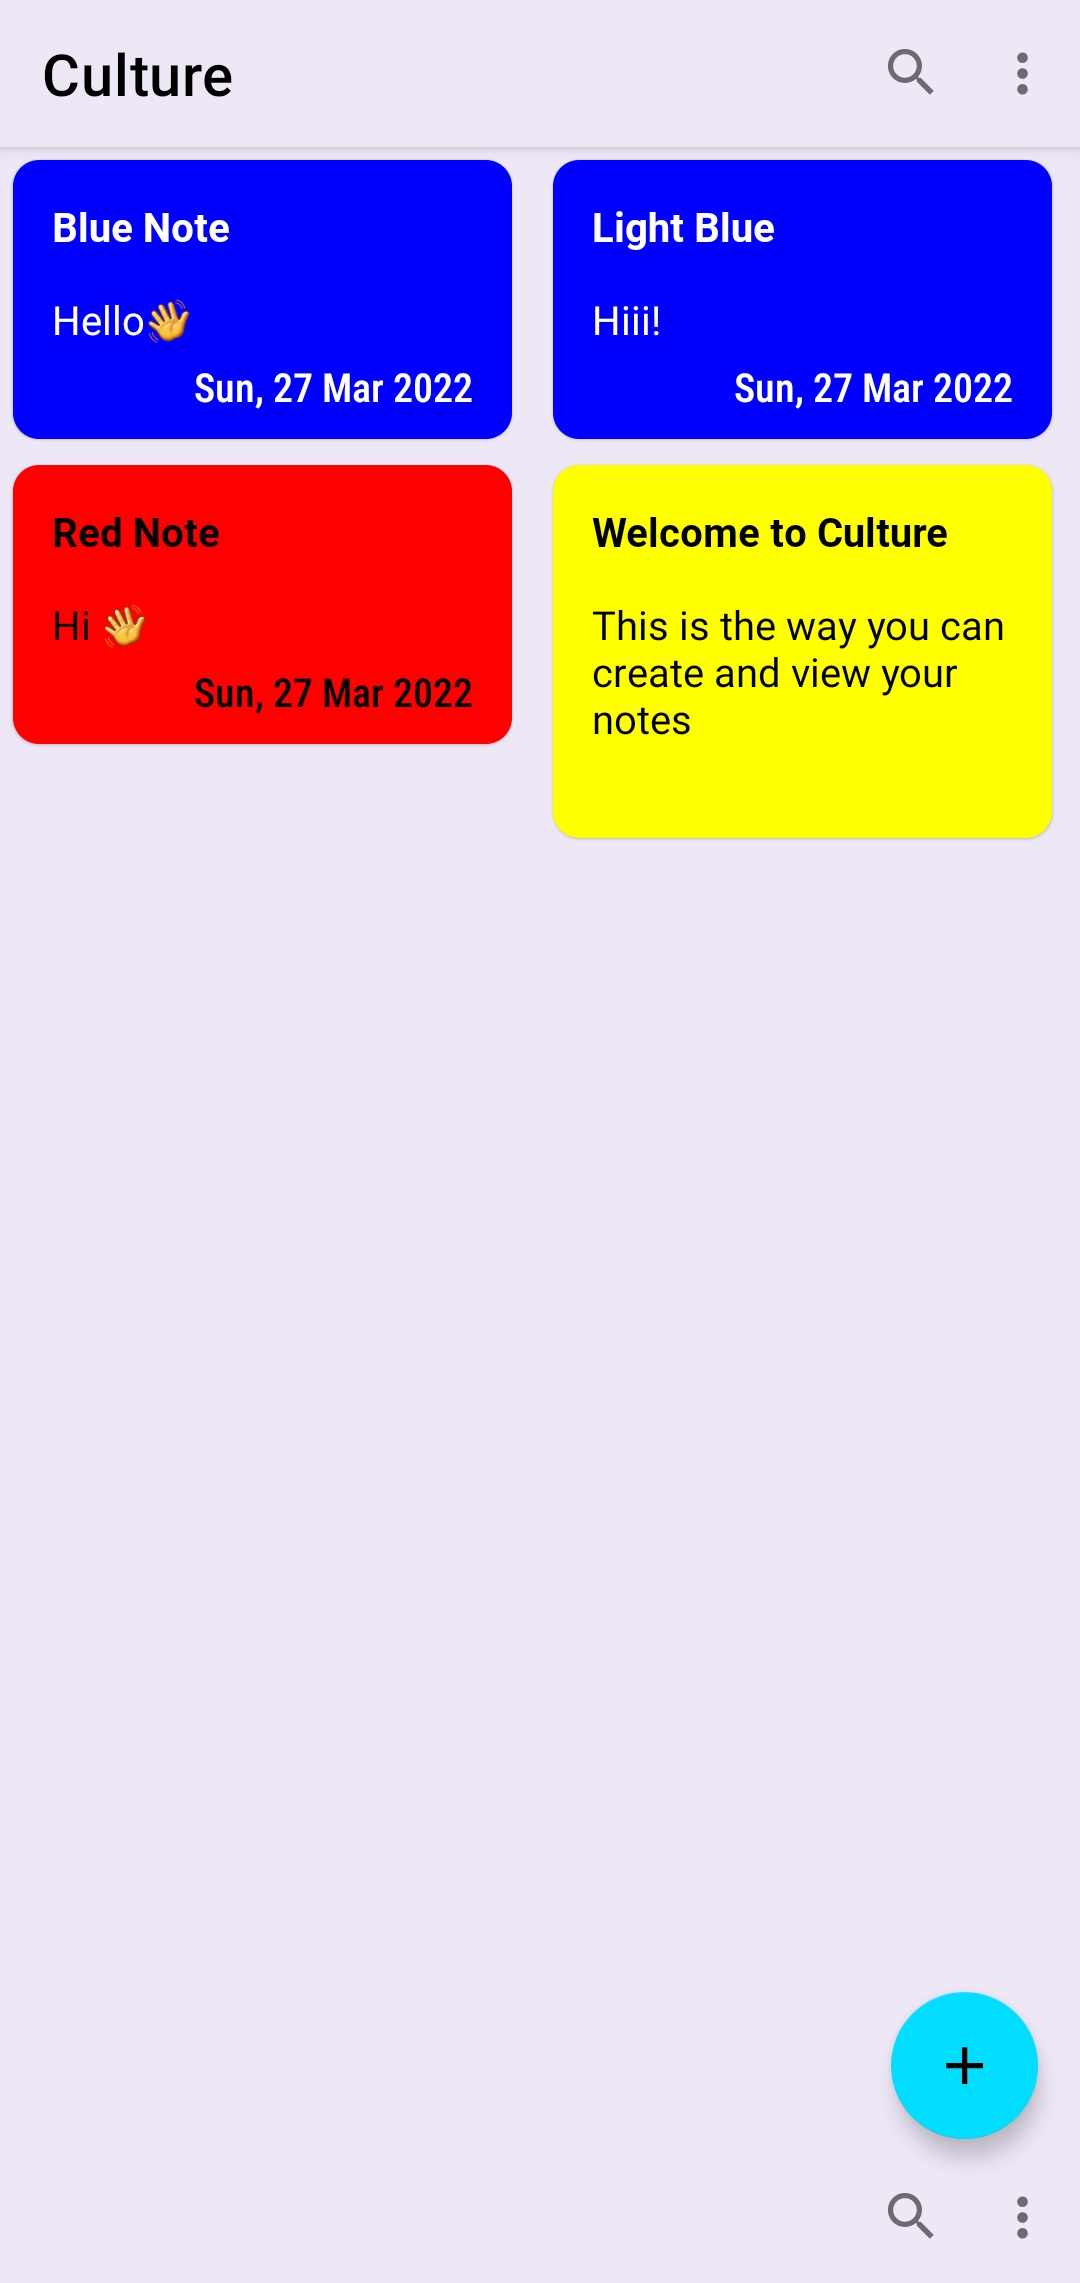 Culture
Blue Note
Hello👋
Sun, 27 Mar 2022
Light Blue
Hiii!
Sun, 27 Mar 2022
Red Note
Hi 👋
Sun, 27 Mar 2022
Welcome to Culture
This is the way you can
create and view your
notes